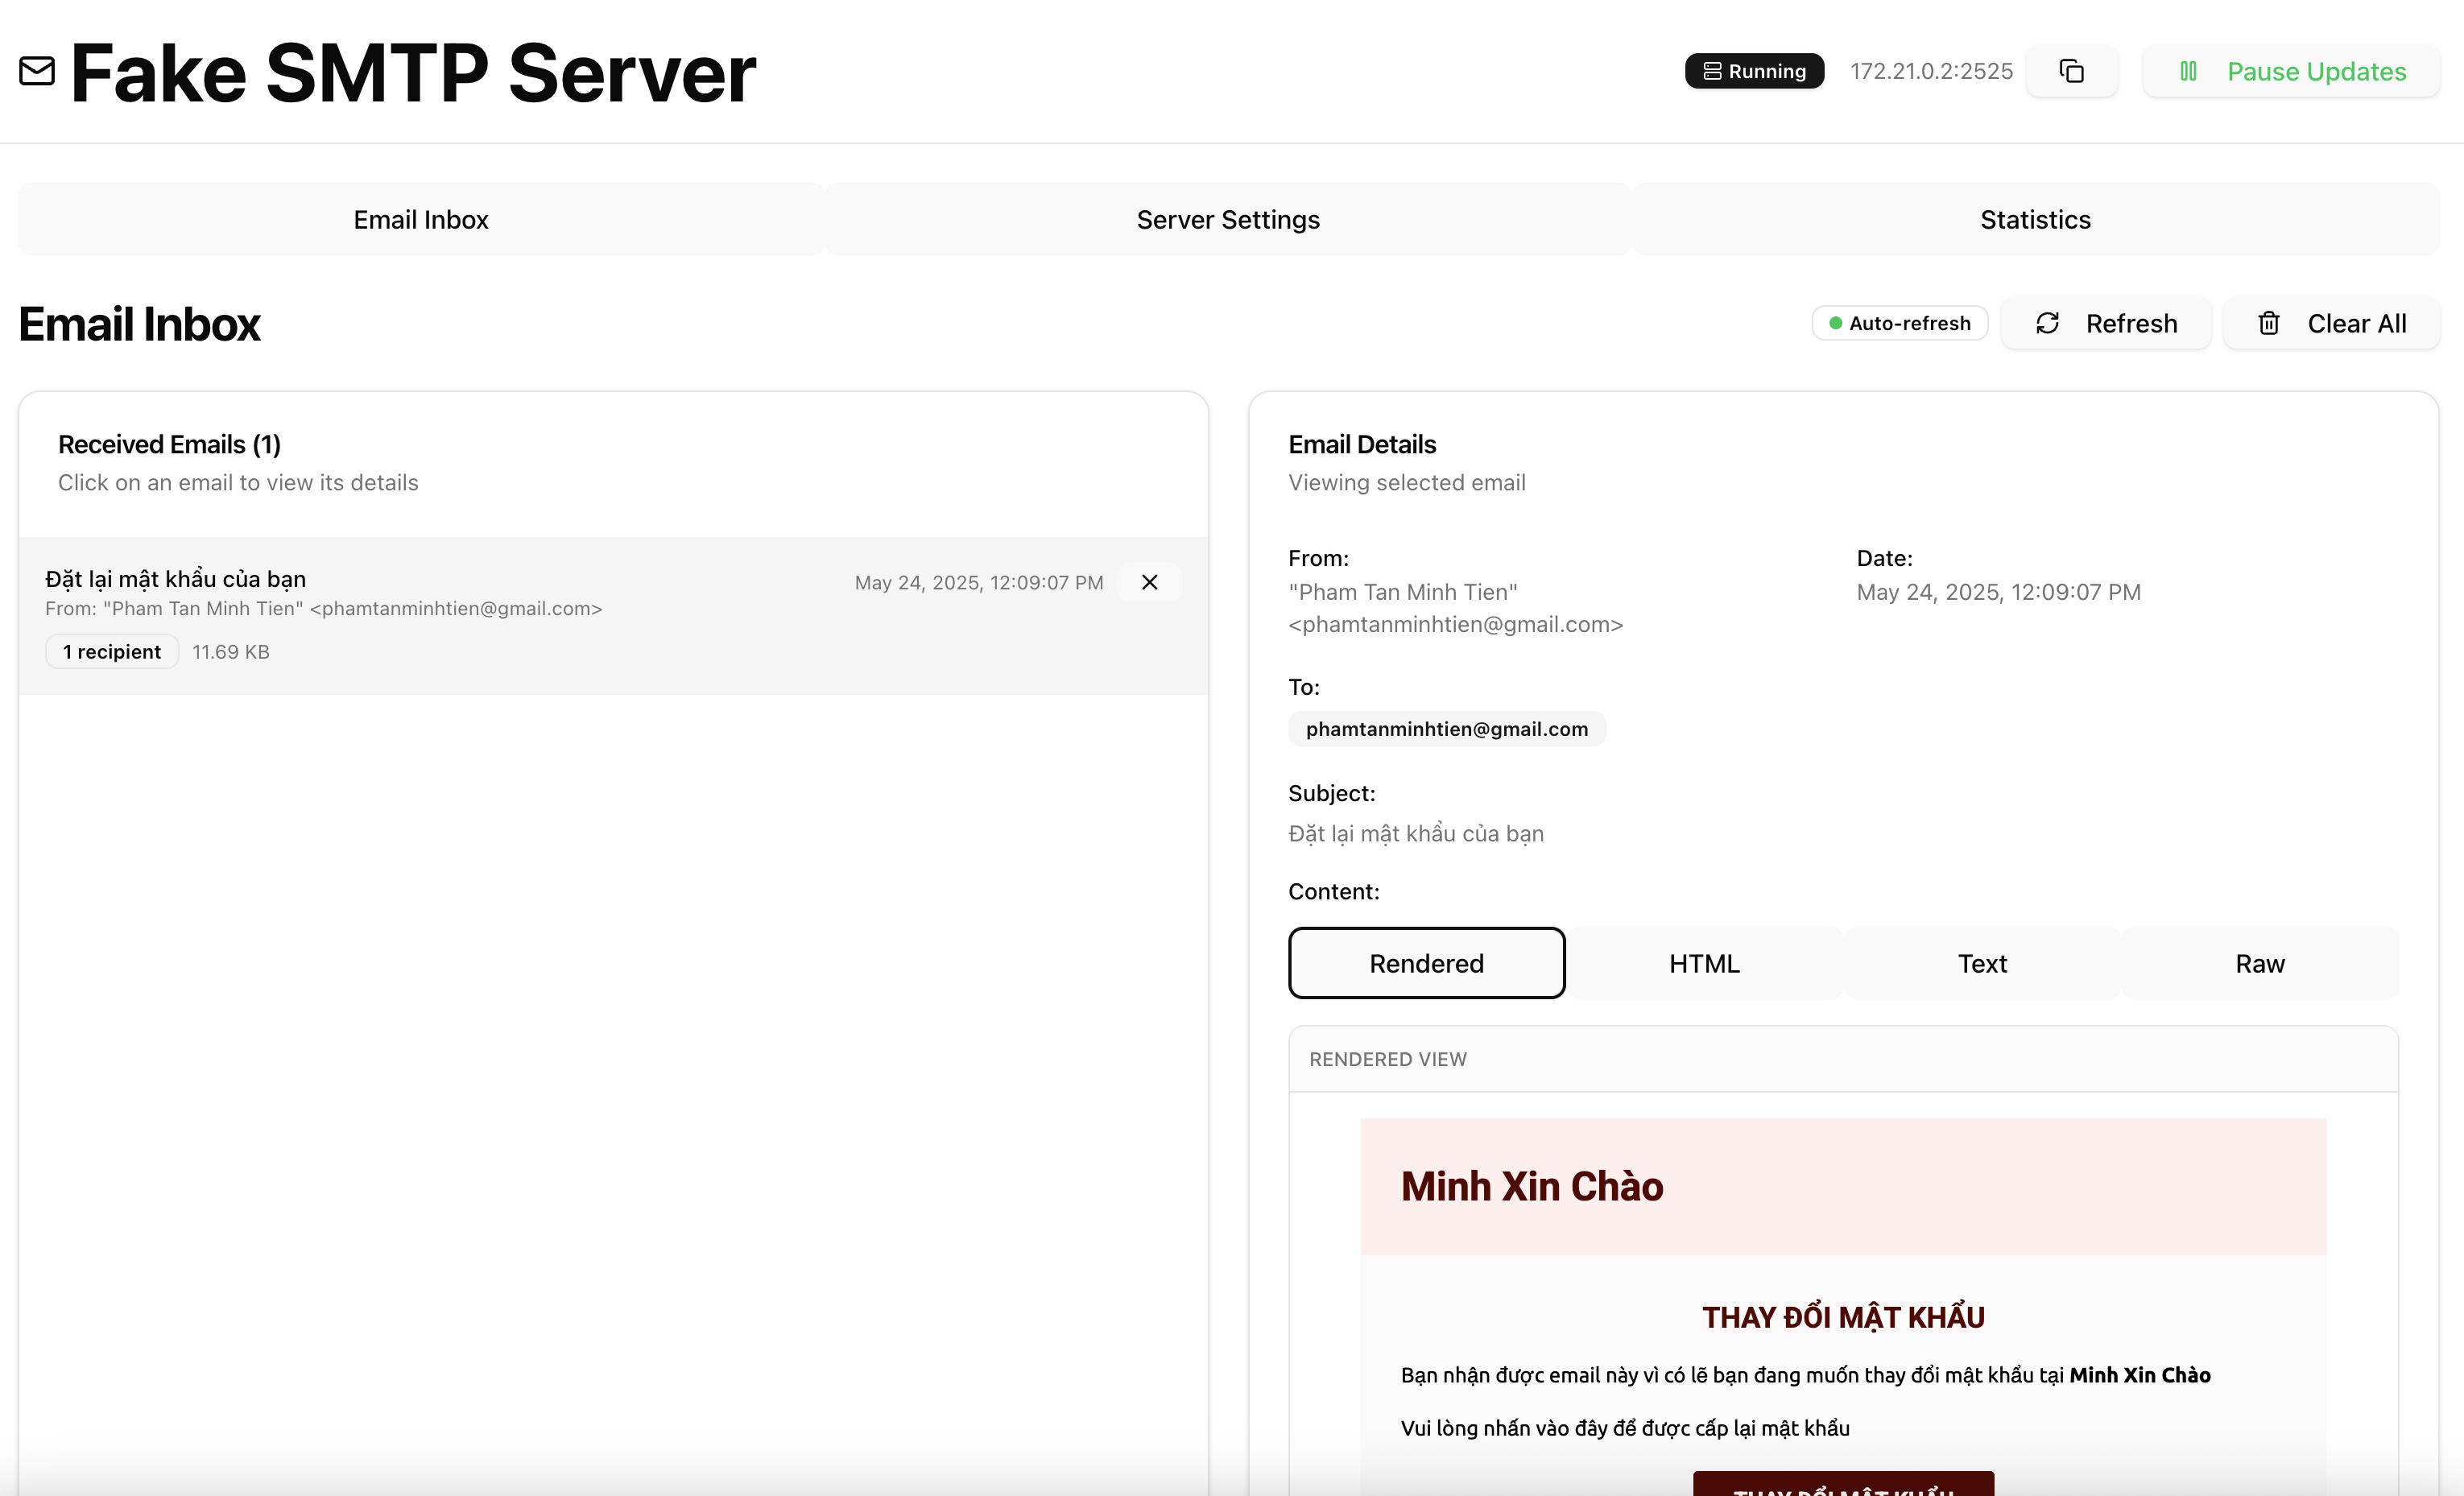 Fake SMTP Server
Running
172.21.0.2:2525
Pause Updates
Email Inbox
Server Settings
Statistics
Email Inbox
Auto-refresh
Refresh
Clear All
Received Emails (1)
Click on an email to view its details
Đặt lại mật khẩu của bạn
May 24, 2025, 12:09:07 PM
From: "Pham Tan Minh Tien" <phamtanminhtien@gmail.com>
1 recipient
11.69 KB
Email Details
Viewing selected email
From:
"Pham Tan Minh Tien"
<phamtanminhtien@gmail.com>
Date:
May 24, 2025, 12:09:07 PM
To:
phamtanminhtien@gmail.com
Subject:
Đặt lại mật khẩu của bạn
Content:
Rendered
HTML
Text
Raw
RENDERED VIEW
Minh Xin Chào
THAY ĐỔI MẬT KHẨU
Bạn nhận được email này vì có lẽ bạn đang muốn thay đổi mật khẩu tại Minh Xin Chào
Vui lòng nhấn vào đây để được cấp lại mật khẩu
THAY ĐỔI MẬT KHẨU